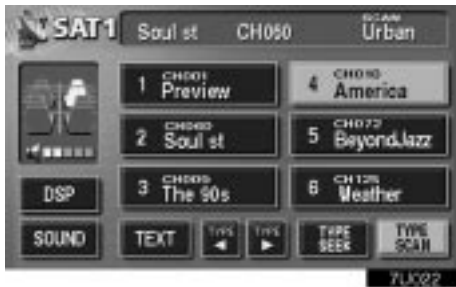 SAT1 Soul st CH060 SCAN Urban
1 CH001 Preview
4 CH010 America
2 CH060 Soul st
5 CH072 BeyondJazz
3 CH009 The 90s
6 CH125 Weather
DSP
SOUND TEXT TYPE ◄ TYPE ► TYPE SEEK TYPE SCAN
7U022